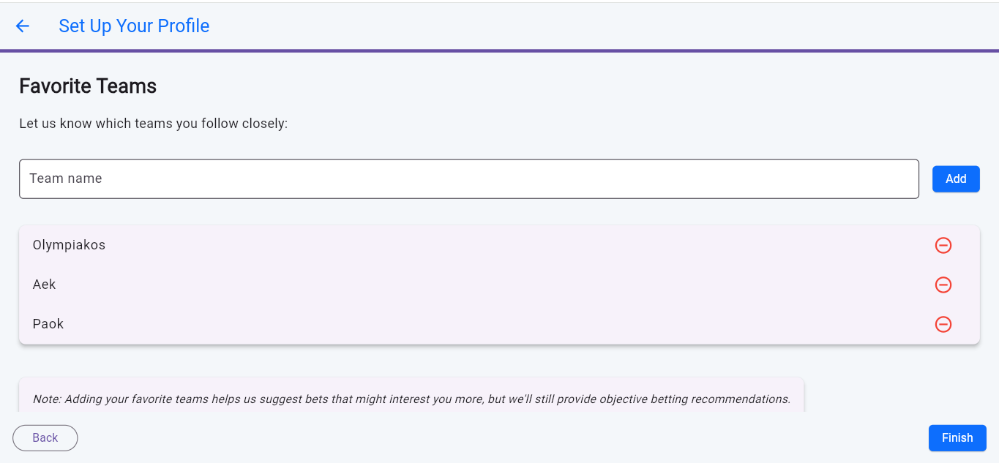 Set Up Your Profile
Favorite Teams
Let us know which teams you follow closely:
Team name
Add
Olympiakos
Aek
Paok
Note: Adding your favorite teams helps us suggest bets that might interest you more, but we'll still provide objective betting recommendations.
Back
Finish